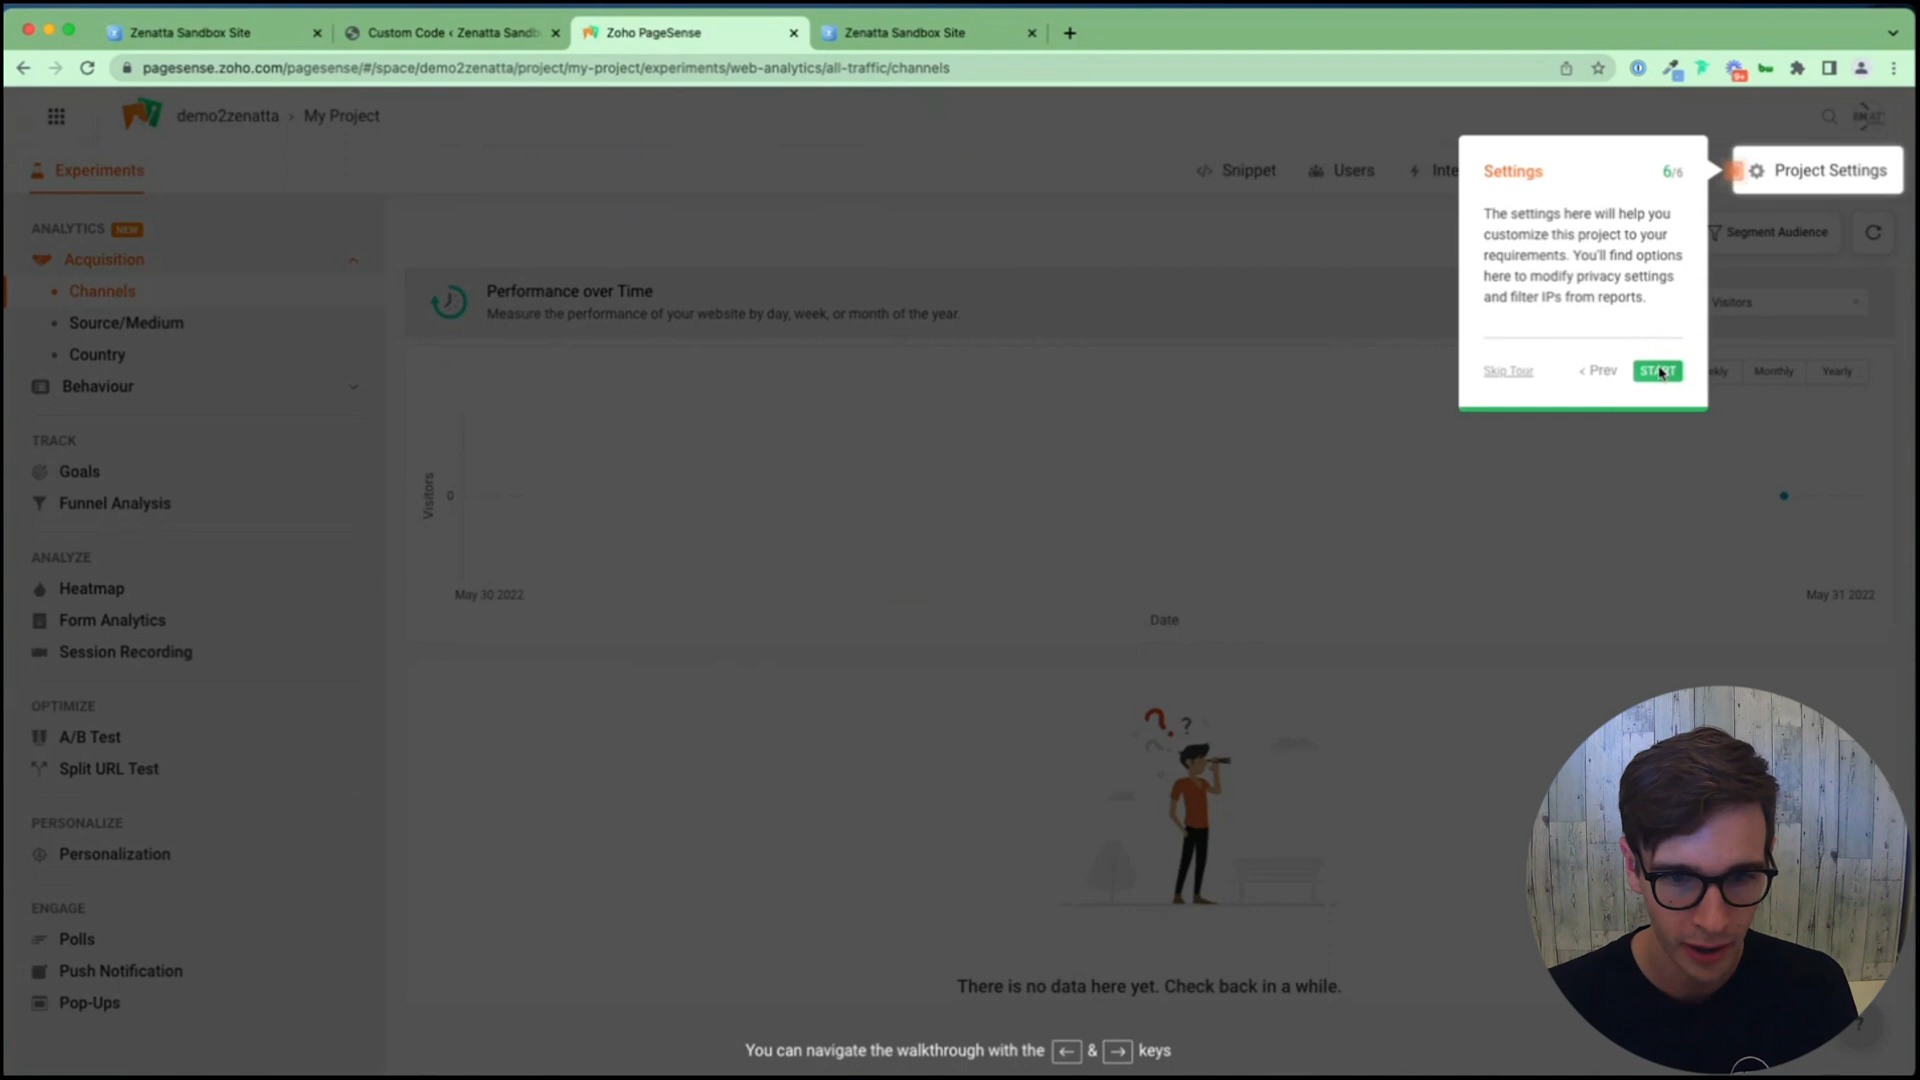 Zenatta Sandbox Site
Custom Code ‹ Zenatta Sandb
Zoho PageSense
Zenatta Sandbox Site
pagesense.zoho.com/pagesense/#/space/demo2zenatta/project/my-project/experiments/web-analytics/all-traffic/channels
9+
demo2zenatta › My Project
Experiments
Snippet
Users
Inte
Project Settings
Settings
6/6
The settings here will help you
customize this project to your
requirements. You'll find options
here to modify privacy settings
and filter IPs from reports.
Skip Tour
‹ Prev
START
Segment Audience
ANALYTICS NEW
Acquisition
Channels
Source/Medium
Country
Behaviour
TRACK
Goals
Funnel Analysis
ANALYZE
Heatmap
Form Analytics
Session Recording
OPTIMIZE
A/B Test
Split URL Test
PERSONALIZE
Personalization
ENGAGE
Polls
Push Notification
Pop-Ups
Performance over Time
Measure the performance of your website by day, week, or month of the year.
Visitors
ekly
Monthly
Yearly
Visitors
0
May 30 2022
May 31 2022
Date
There is no data here yet. Check back in a while.
You can navigate the walkthrough with the ← & → keys